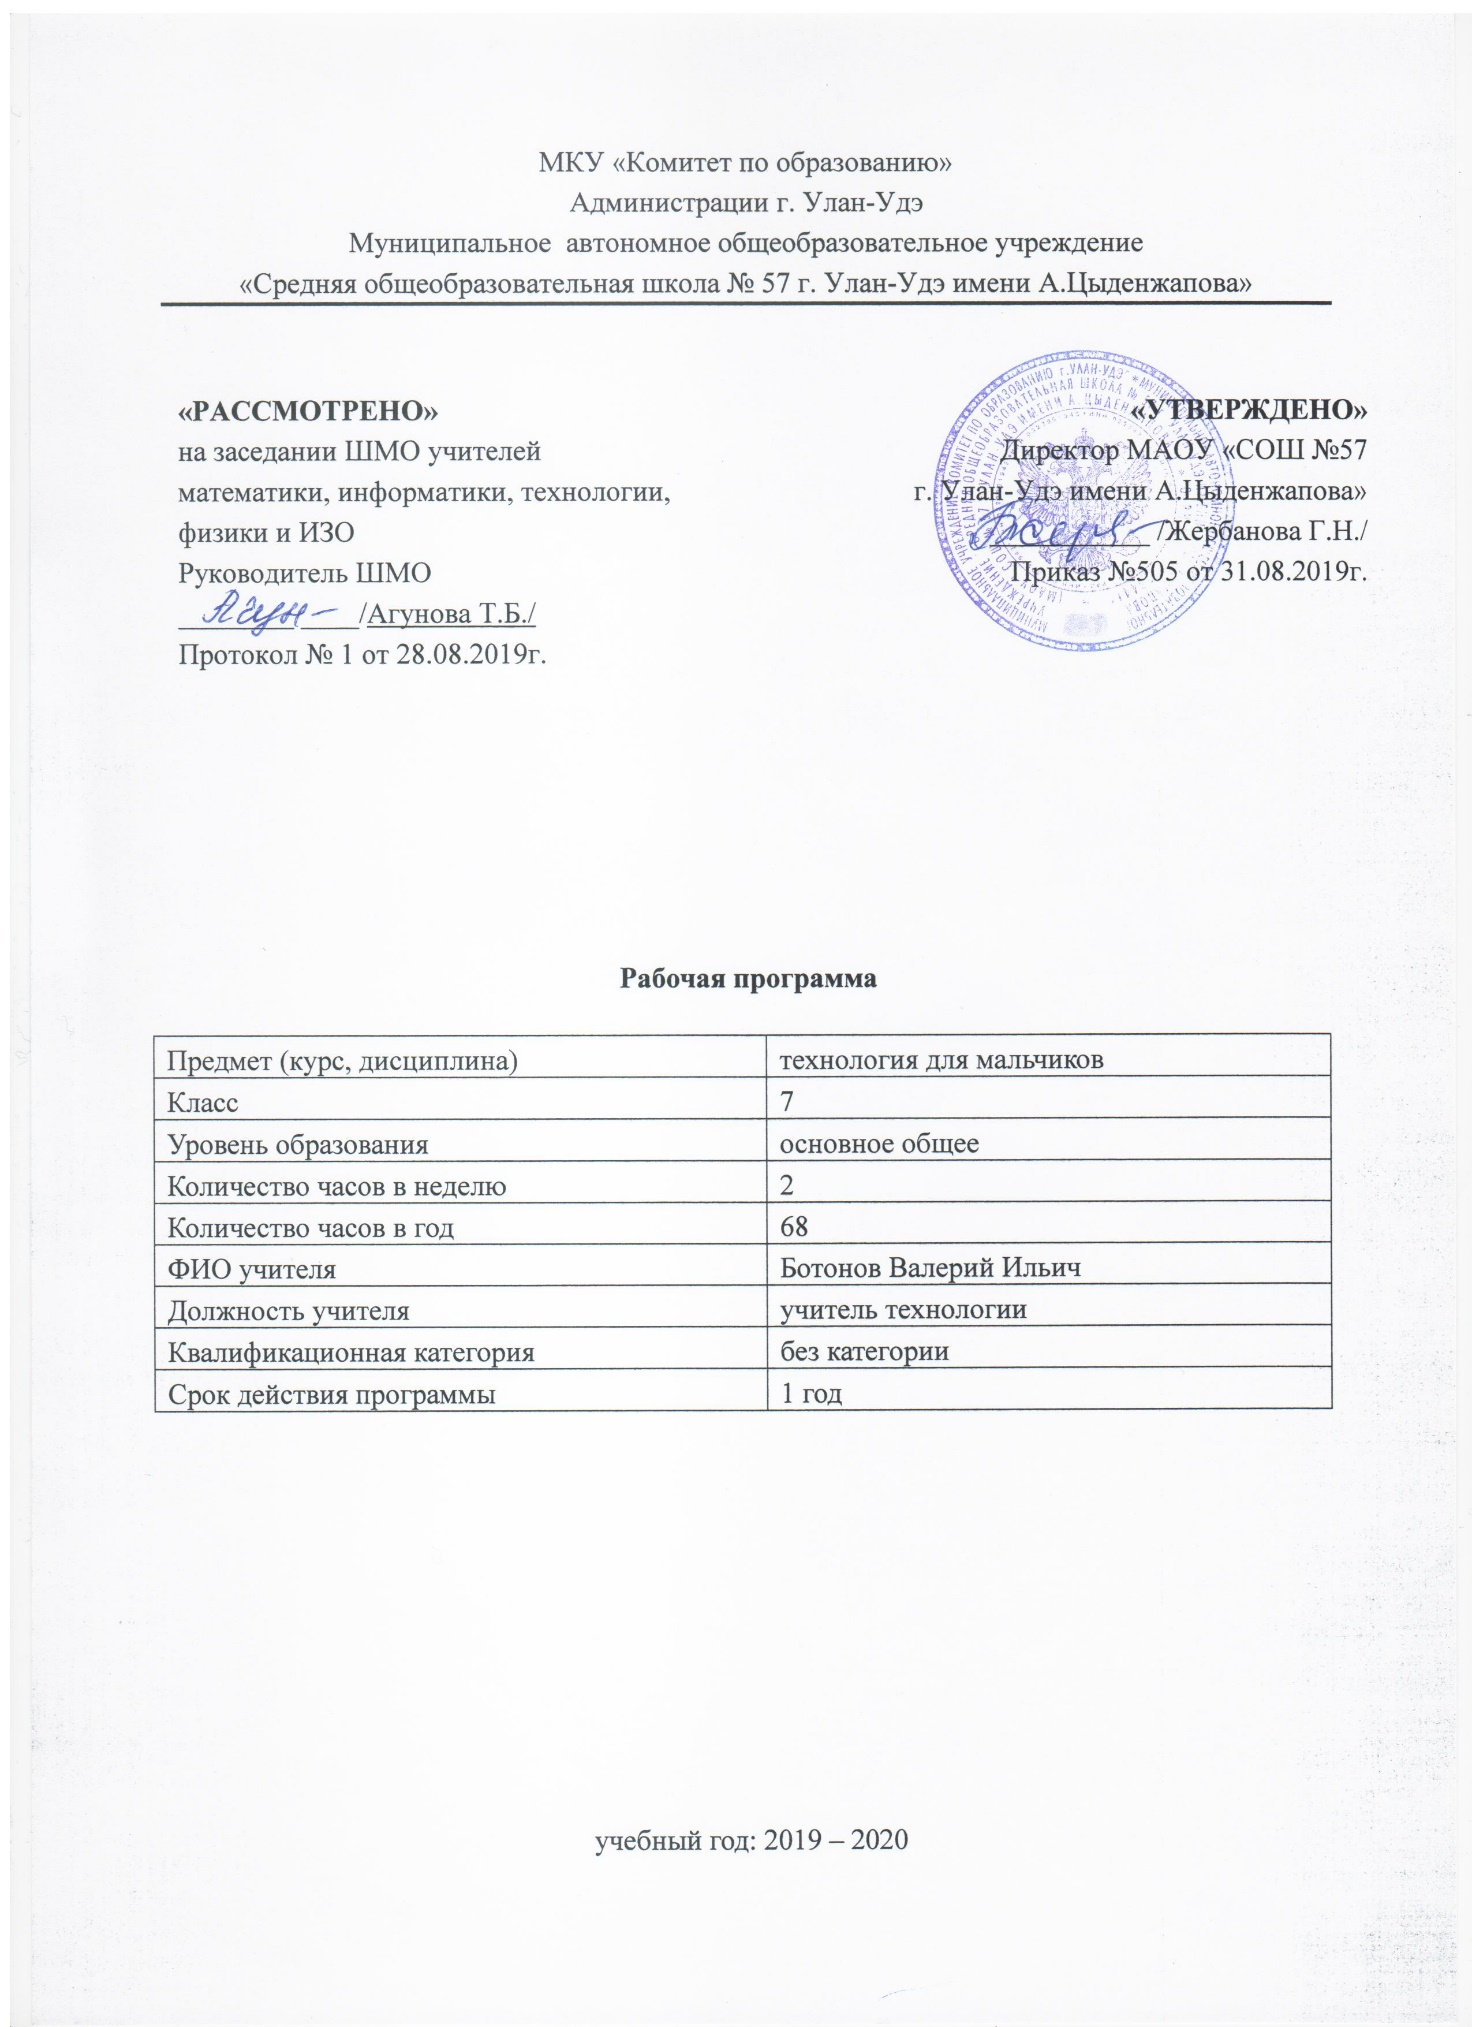 МКУ «Комитет по образованию»
Администрации г. Улан-Удэ
Муниципальное автономное общеобразовательное учреждение
«Средняя общеобразовательная школа № 57 г. Улан-Удэ имени А.Цыденжапова»
«РАССМОТРЕНО»
на заседании ШМО учителей
математики, информатики, технологии,
физики и ИЗО
Руководитель ШМО
/Агунова Т.Б./
Протокол № 1 от 28.08.2019г.
«УТВЕРЖДЕНО»
Директор МАОУ «СОШ №57
г. Улан-Удэ имени А.Цыденжапова»
/Жербанова Г.Н./
Приказ №505 от 31.08.2019г.
Рабочая программа
Предмет (курс, дисциплина) технология для мальчиков
Класс 7
Уровень образования основное общее
Количество часов в неделю 2
Количество часов в год 68
ФИО учителя Ботонов Валерий Ильич
Должность учителя учитель технологии
Квалификационная категория без категории
Срок действия программы 1 год
учебный год: 2019 – 2020